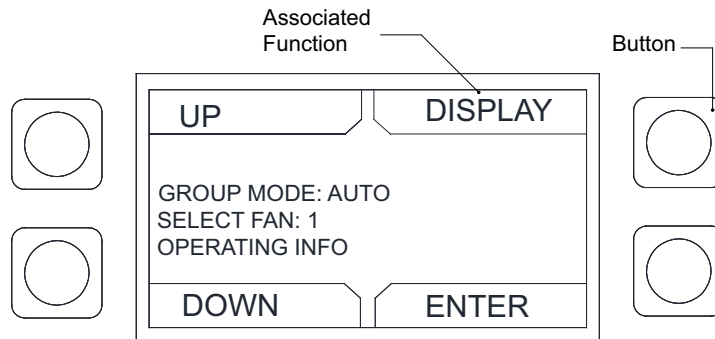 Associated
Function
Button
UP
DISPLAY
GROUP MODE: AUTO
SELECT FAN: 1
OPERATING INFO
DOWN
ENTER